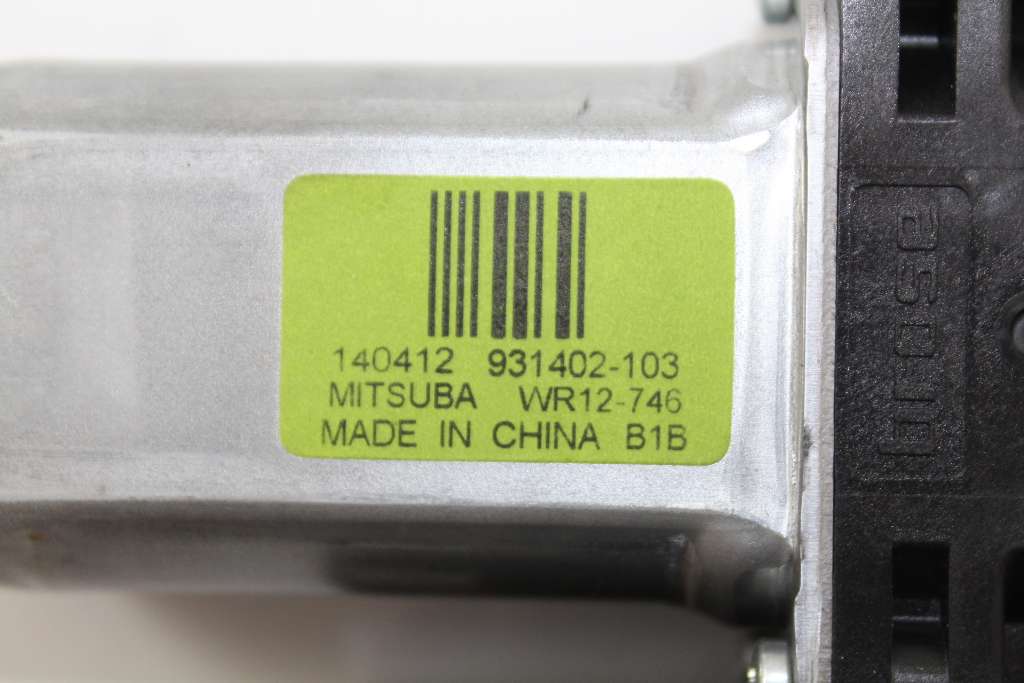 140412 931402-103
MITSUBA WR12-746
MADE IN CHINA B1B
brose